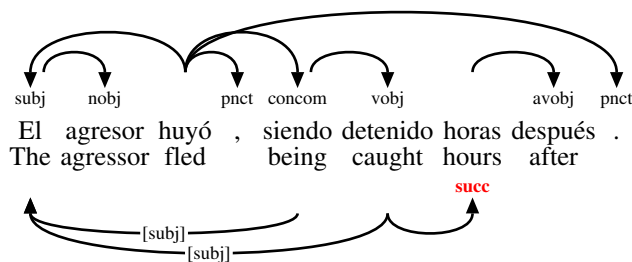 subj nobj pnct concom vobj avobj pnct
El agresor huyó , siendo detenido horas después .
The agressor fled being caught hours after
succ
[subj]
[subj]